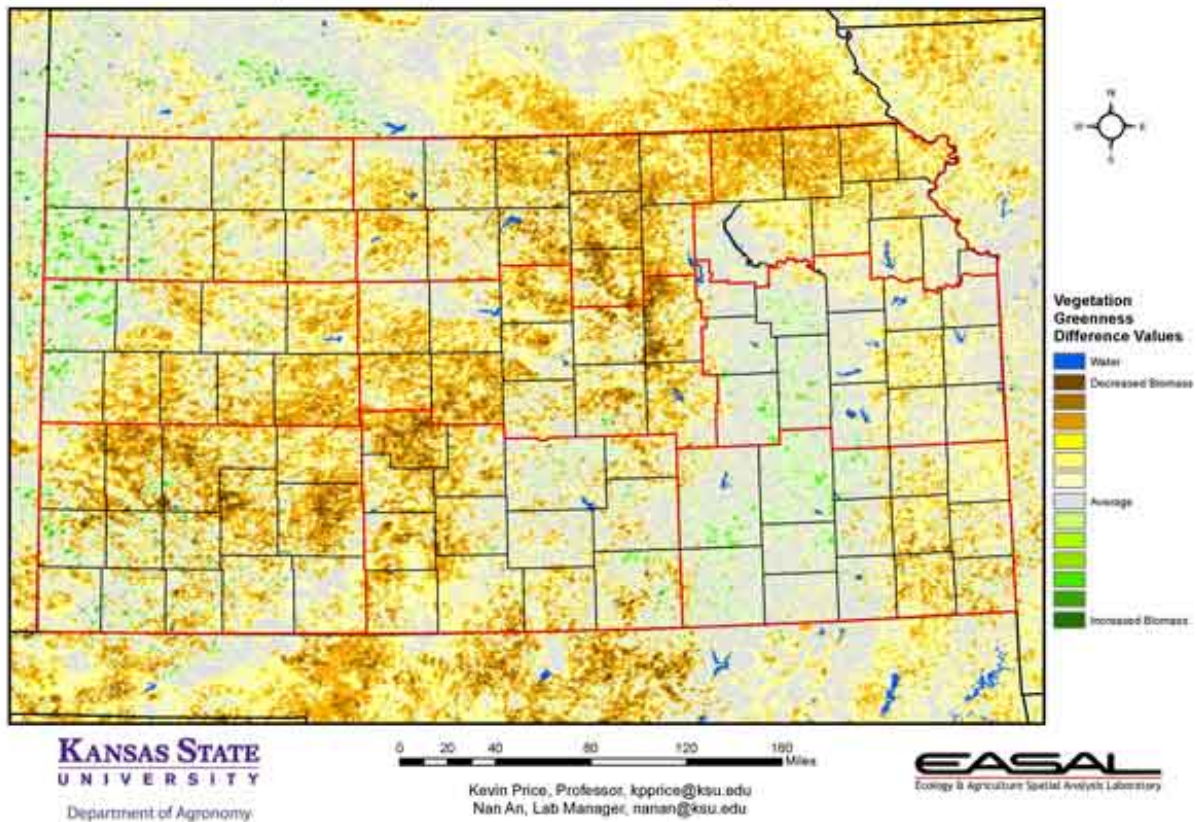 N
W E
S
Vegetation
Greenness
Difference Values
Water
Decreased Biomass
Average
Increased Biomass
KANSAS STATE
UNIVERSITY
Department of Agronomy
0 20 40 80 120 160
Miles
Kevin Price, Professor, kpprice@ksu.edu
Nan An, Lab Manager, nanan@ksu.edu
EASAL
Ecology & Agriculture Spatial Analysis Laboratory